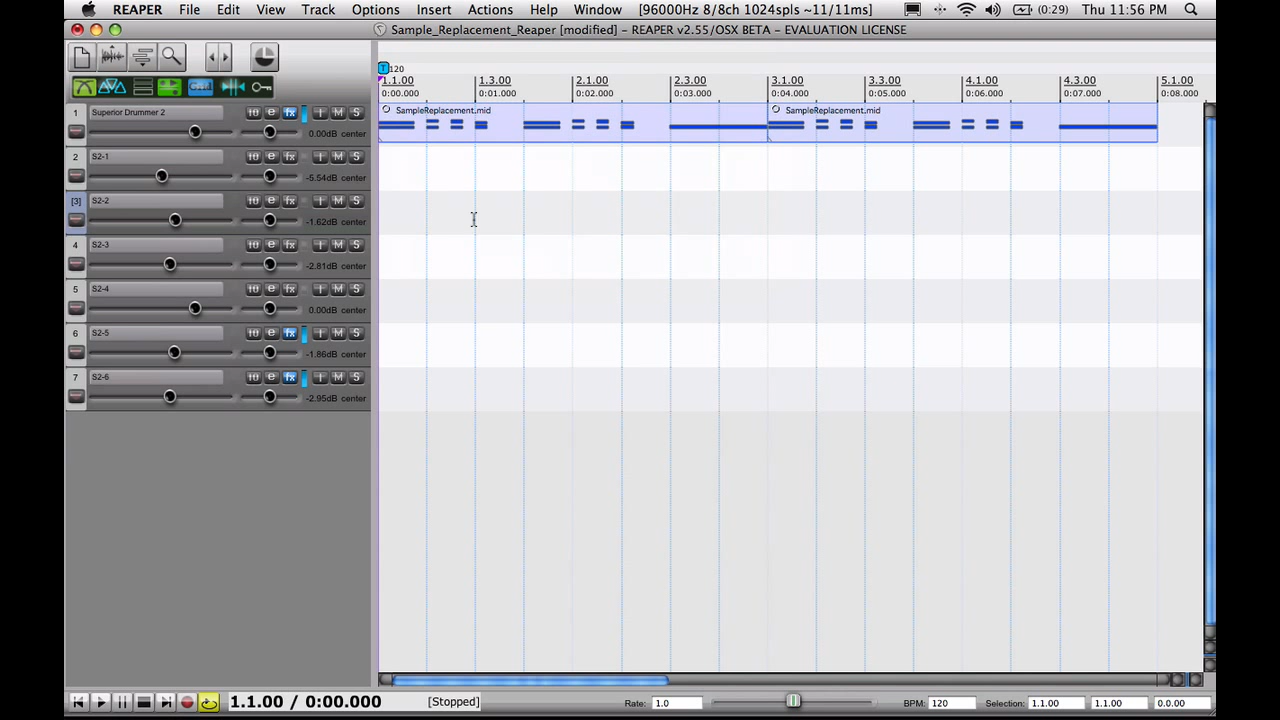 REAPER File Edit View Track Options Insert Actions Help Window [96000Hz 8/8ch 1024spls ~11/11ms] (0:29) Thu 11:56 PM
Sample_Replacement_Reaper [modified] – REAPER v2.55/OSX BETA – EVALUATION LICENSE
120
1.1.00 1.3.00 2.1.00 2.3.00 3.1.00 3.3.00 4.1.00 4.3.00 5.1.00
0:00.000 0:01.000 0:02.000 0:03.000 0:04.000 0:05.000 0:06.000 0:07.000 0:08.000
SampleReplacement.mid SampleReplacement.mid
1 Superior Drummer 2 e fx I M S
0.00dB center
2 S2-1 e fx I M S
-5.54dB center
[3] S2-2 e fx I M S
-1.62dB center
4 S2-3 e fx I M S
-2.81dB center
5 S2-4 e fx I M S
0.00dB center
6 S2-5 e fx I M S
-1.86dB center
7 S2-6 e fx I M S
-2.95dB center
1.1.00 / 0:00.000 [Stopped] Rate: 1.0 BPM: 120 Selection: 1.1.00 1.1.00 0.0.00